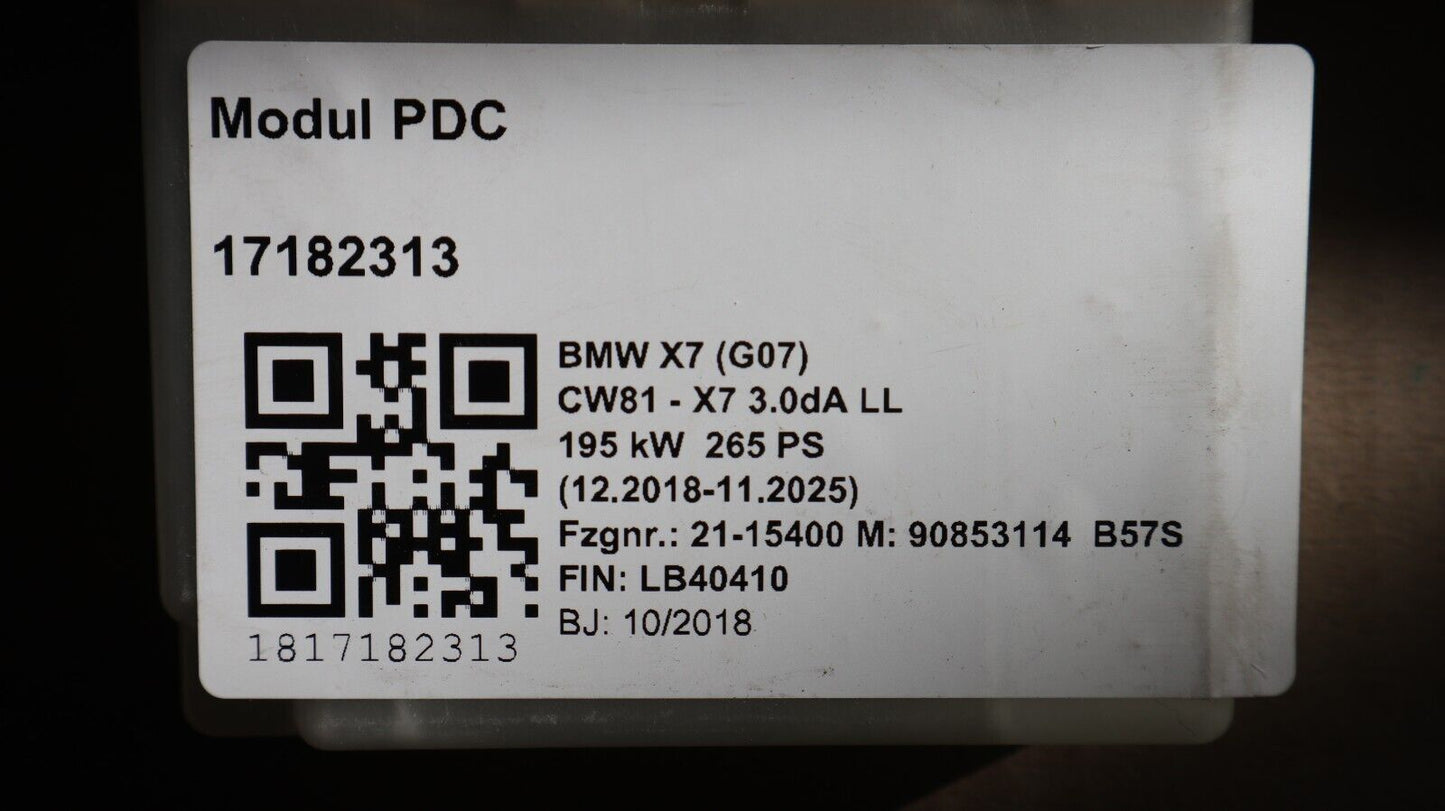 Modul PDC
17182313
BMW X7 (G07)
CW81 - X7 3.0dA LL
195 kW 265 PS
(12.2018-11.2025)
Fzgnr.: 21-15400 M: 90853114 B57S
FIN: LB40410
BJ: 10/2018
1817182313